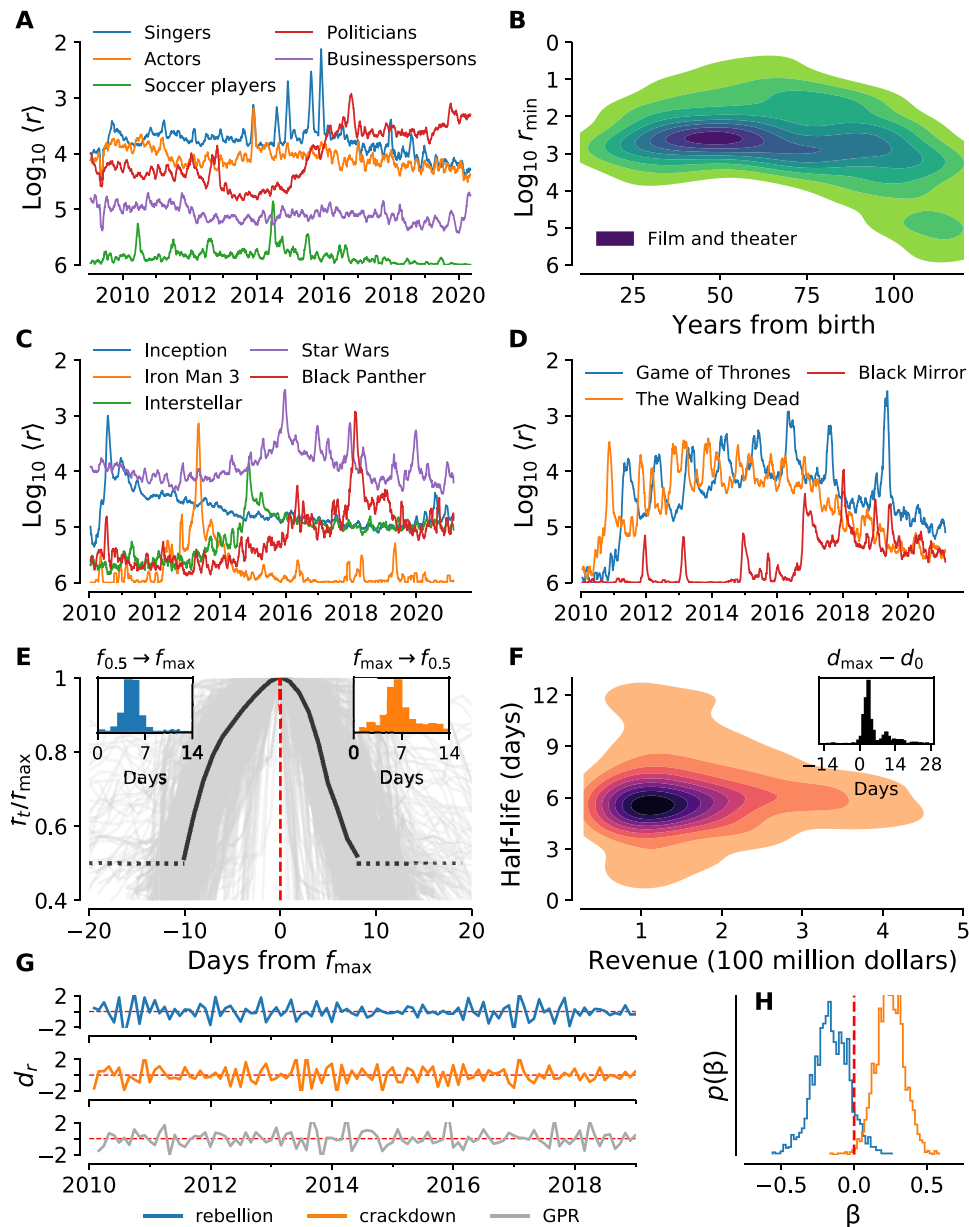 A
Singers
Actors
Soccer players
Politicians
Businesspersons
Log₁₀ ⟨r⟩
2
3
4
5
6
2010 2012 2014 2016 2018 2020
B
Log₁₀ rₘᵢₙ
0
1
2
3
4
5
6
Film and theater
25 50 75 100
Years from birth
C
Inception
Iron Man 3
Interstellar
Star Wars
Black Panther
Log₁₀ ⟨r⟩
2
3
4
5
6
2010 2012 2014 2016 2018 2020
D
Game of Thrones
The Walking Dead
Black Mirror
Log₁₀ ⟨r⟩
2
3
4
5
6
2010 2012 2014 2016 2018 2020
E
f₀.₅ → fₘₐₓ
0 7 14
Days
fₘₐₓ → f₀.₅
0 7 14
Days
rₜ/rₘₐₓ
1
0.8
0.6
0.4
−20 −10 0 10 20
Days from fₘₐₓ
F
dₘₐₓ − d₀
−14 0 14 28
Days
Half-life (days)
12
9
6
3
0
1 2 3 4 5
Revenue (100 million dollars)
G
dᵣ
2
−2
2
−2
2
−2
2010 2012 2014 2016 2018
rebellion crackdown GPR
H
p(β)
−0.5 0.0 0.5
β